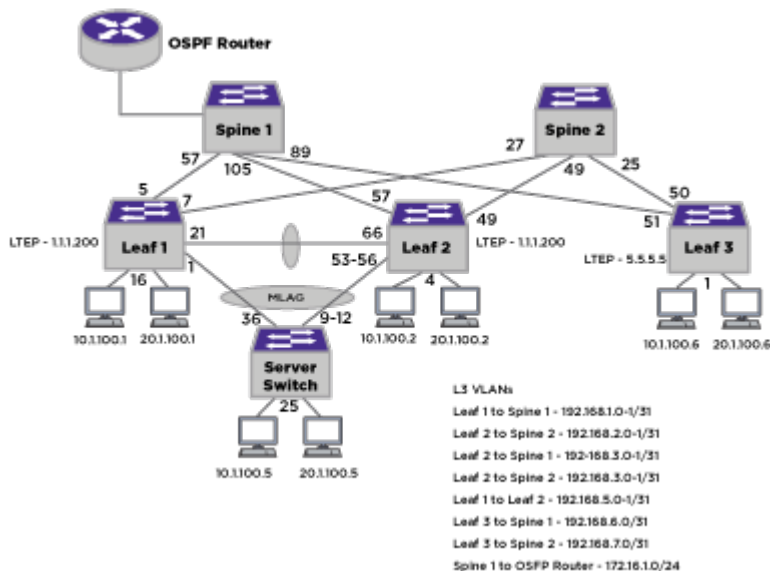 OSPF Router
Spine 1
Spine 2
57
105
89
27
49
25
5
7
57
49
50
51
LTEP - 1.1.1.200
Leaf 1
21
66
Leaf 2
LTEP - 1.1.1.200
LTEP - 5.5.5.5
Leaf 3
16
1
53-56
4
1
MLAG
10.1.100.1
20.1.100.1
36
9-12
10.1.100.2
20.1.100.2
10.1.100.6
20.1.100.6
Server
Switch
25
10.1.100.5
20.1.100.5
L3 VLANs
Leaf 1 to Spine 1 - 192.168.1.0-1/31
Leaf 2 to Spine 2 - 192.168.2.0-1/31
Leaf 2 to Spine 1 - 192-168.3.0-1/31
Leaf 2 to Spine 2 - 192.168.3.0-1/31
Leaf 1 to Leaf 2 - 192.168.5.0-1/31
Leaf 3 to Spine 1 - 192.168.6.0/31
Leaf 3 to Spine 2 - 192.168.7.0/31
Spine 1 to OSFP Router - 172.16.1.0/24